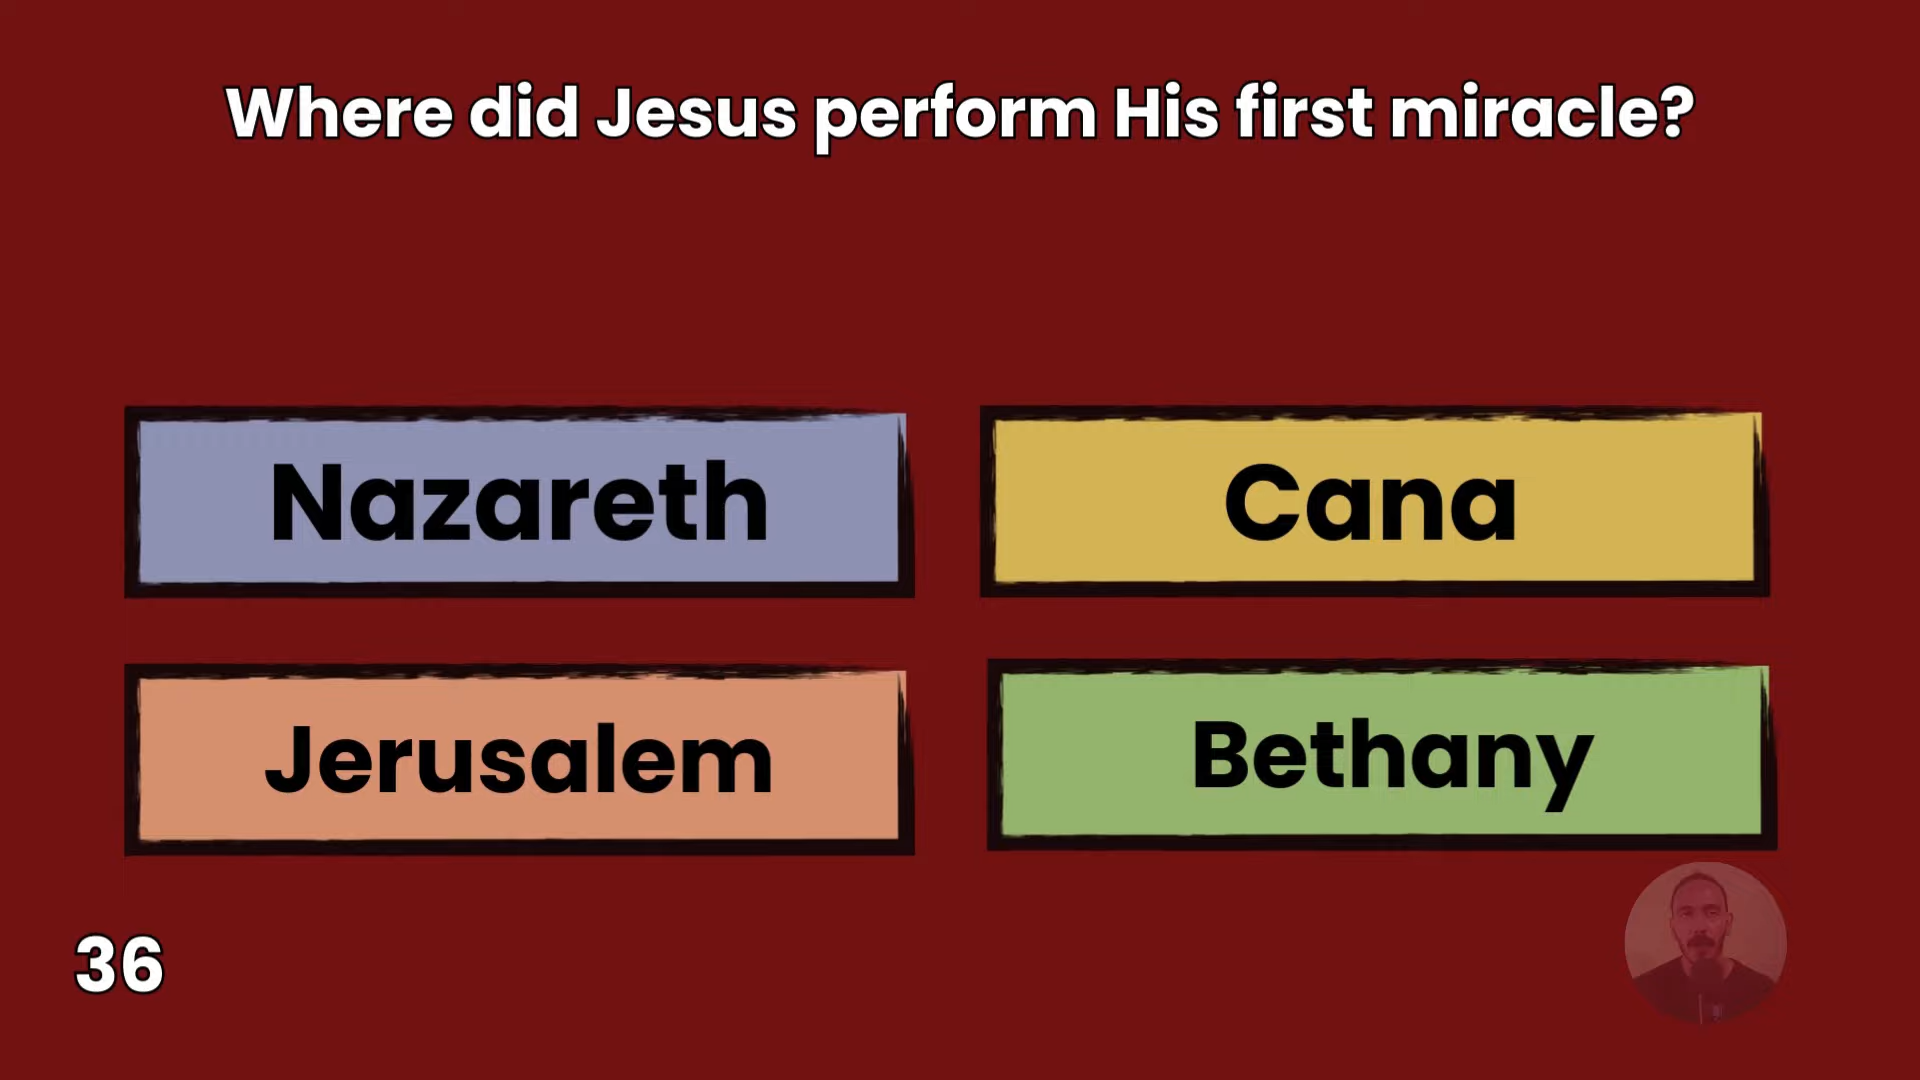 Where did Jesus perform His first miracle?
Nazareth
Cana
Jerusalem
Bethany
36